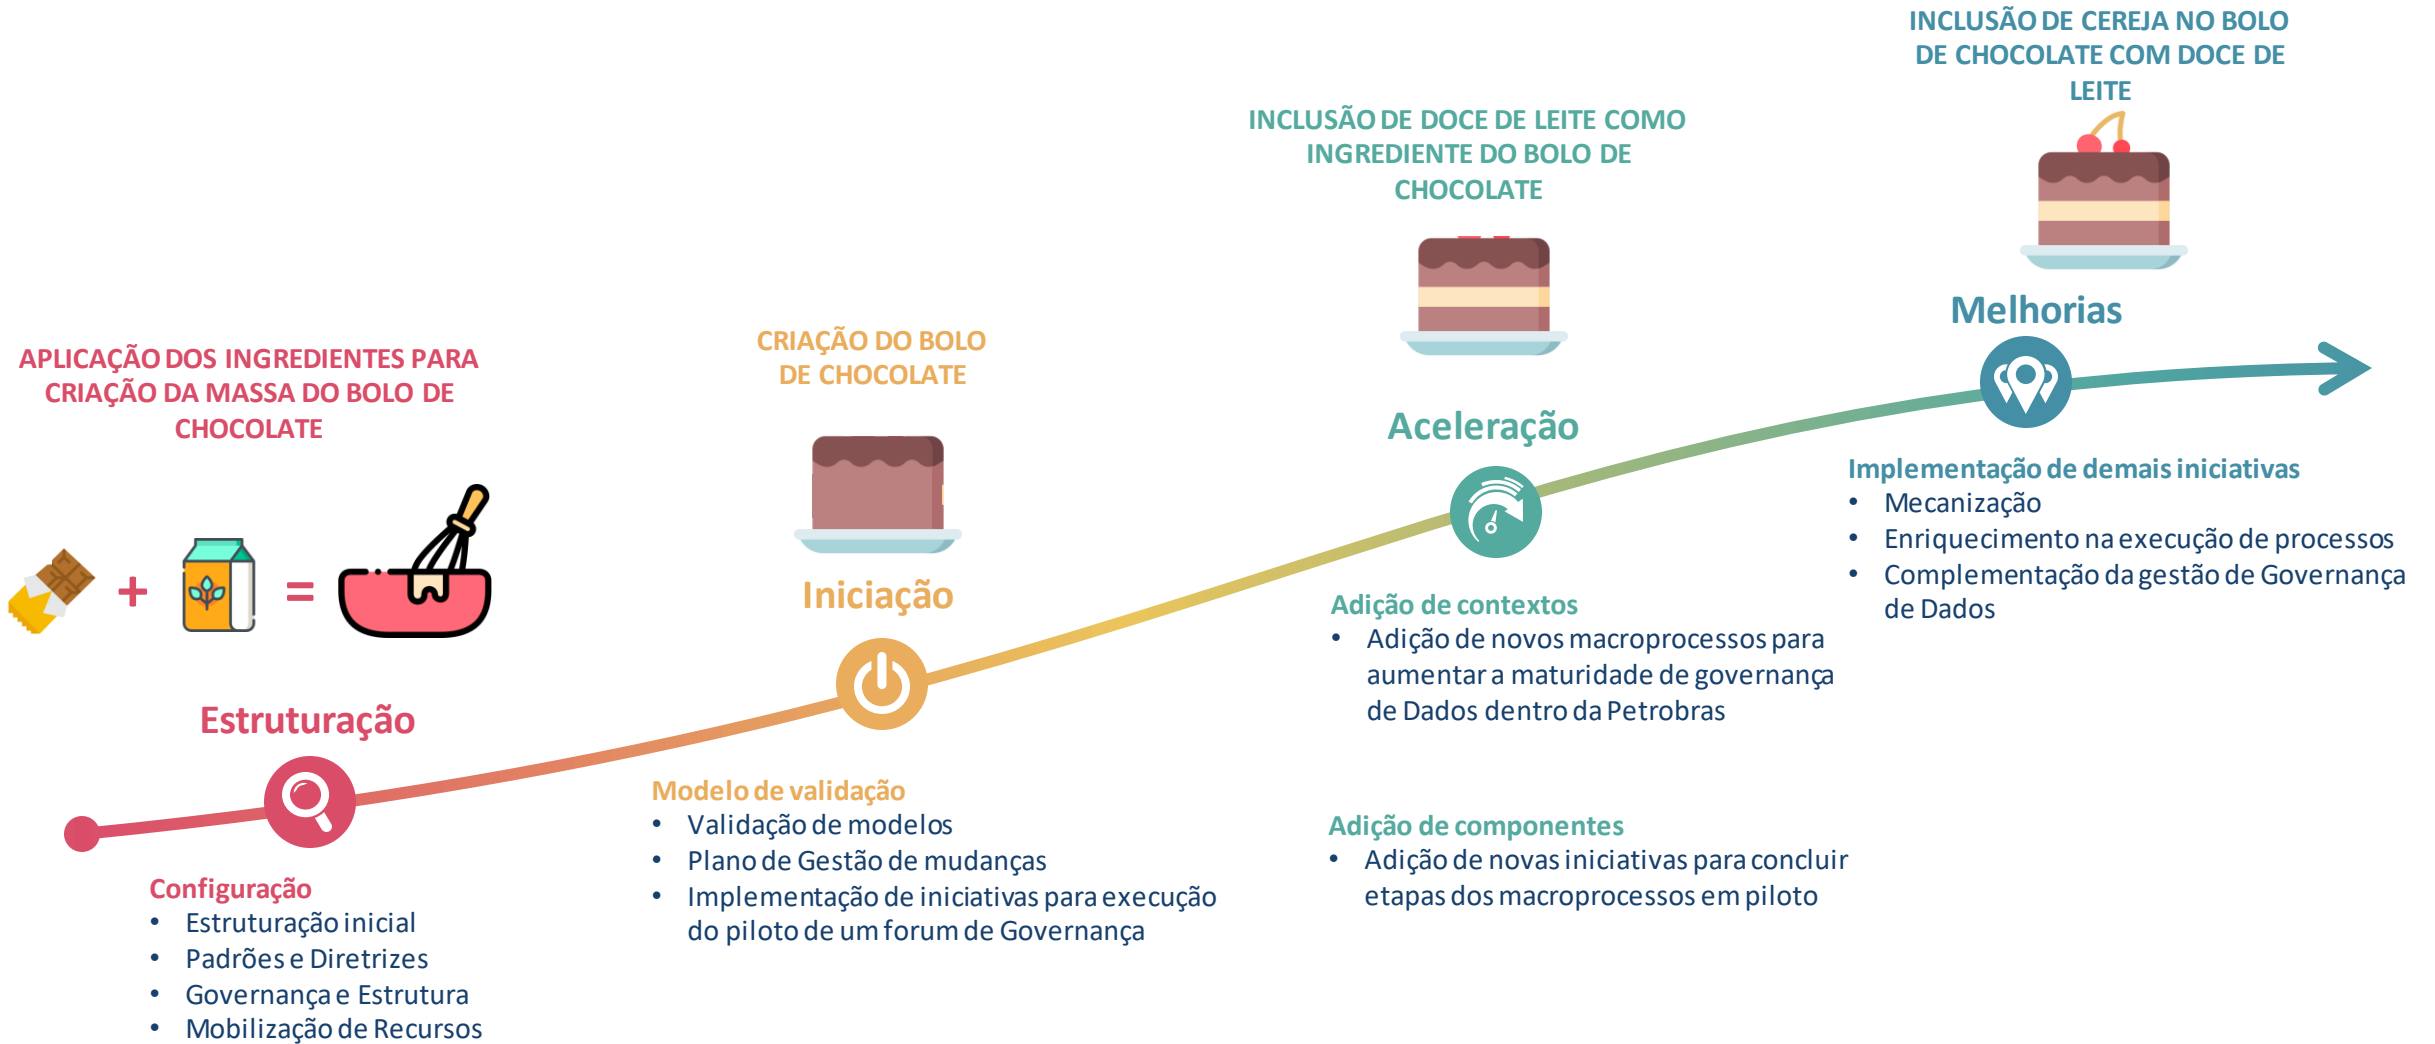 APLICAÇÃO DOS INGREDIENTES PARA
CRIAÇÃO DA MASSA DO BOLO DE
CHOCOLATE
+
=
Estruturação
Configuração
• Estruturação inicial
• Padrões e Diretrizes
• Governança e Estrutura
• Mobilização de Recursos
CRIAÇÃO DO BOLO
DE CHOCOLATE
Iniciação
Modelo de validação
• Validação de modelos
• Plano de Gestão de mudanças
• Implementação de iniciativas para execução
do piloto de um forum de Governança
INCLUSÃO DE DOCE DE LEITE COMO
INGREDIENTE DO BOLO DE
CHOCOLATE
Aceleração
Adição de contextos
• Adição de novos macroprocessos para
aumentar a maturidade de governança
de Dados dentro da Petrobras
Adição de componentes
• Adição de novas iniciativas para concluir
etapas dos macroprocessos em piloto
INCLUSÃO DE CEREJA NO BOLO
DE CHOCOLATE COM DOCE DE
LEITE
Melhorias
Implementação de demais iniciativas
• Mecanização
• Enriquecimento na execução de processos
• Complementação da gestão de Governança
de Dados